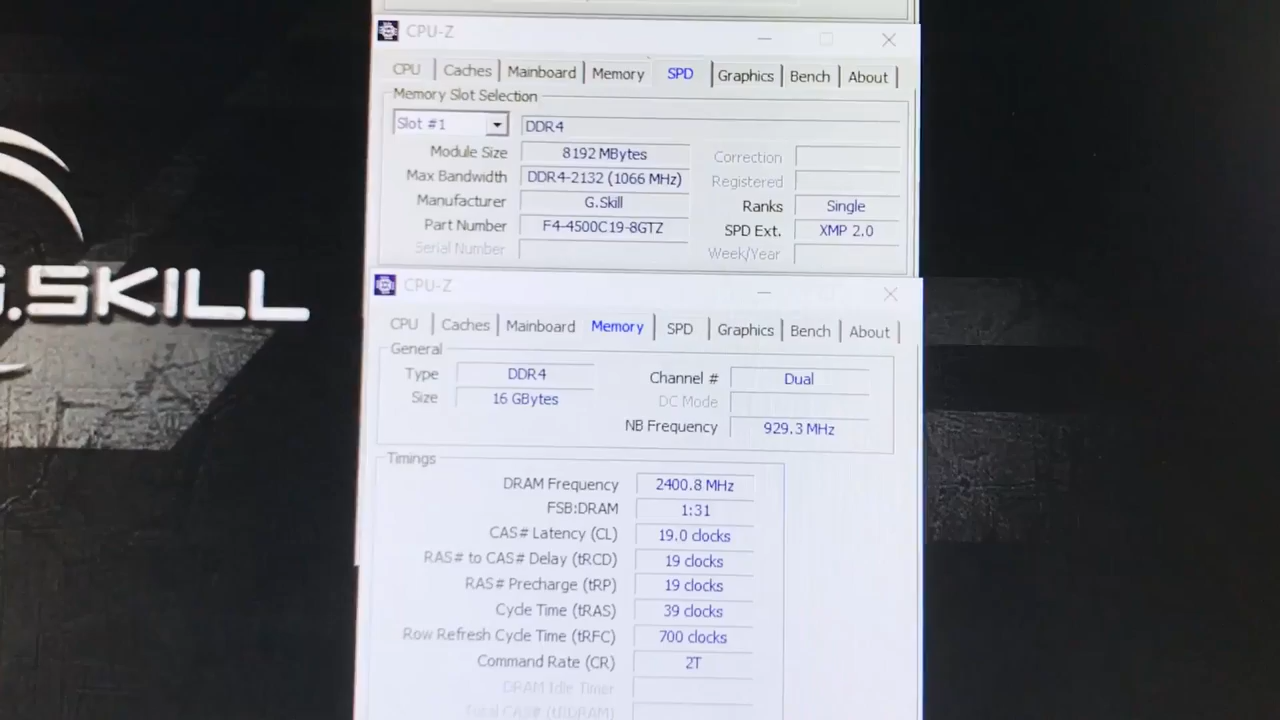 CPU-Z
CPU Caches Mainboard Memory SPD Graphics Bench About
Memory Slot Selection
Slot #1 DDR4
Module Size 8192 MBytes Correction
Max Bandwidth DDR4-2132 (1066 MHz) Registered
Manufacturer G.Skill Ranks Single
Part Number F4-4500C19-8GTZ SPD Ext. XMP 2.0
Serial Number Week/Year
.SKILL
CPU-Z
CPU Caches Mainboard Memory SPD Graphics Bench About
General
Type DDR4 Channel # Dual
Size 16 GBytes DC Mode
NB Frequency 929.3 MHz
Timings
DRAM Frequency 2400.8 MHz
FSB:DRAM 1:31
CAS# Latency (CL) 19.0 clocks
RAS# to CAS# Delay (tRCD) 19 clocks
RAS# Precharge (tRP) 19 clocks
Cycle Time (tRAS) 39 clocks
Row Refresh Cycle Time (tRFC) 700 clocks
Command Rate (CR) 2T
DRAM Idle Timer
Total CAS# (tRDRAM)